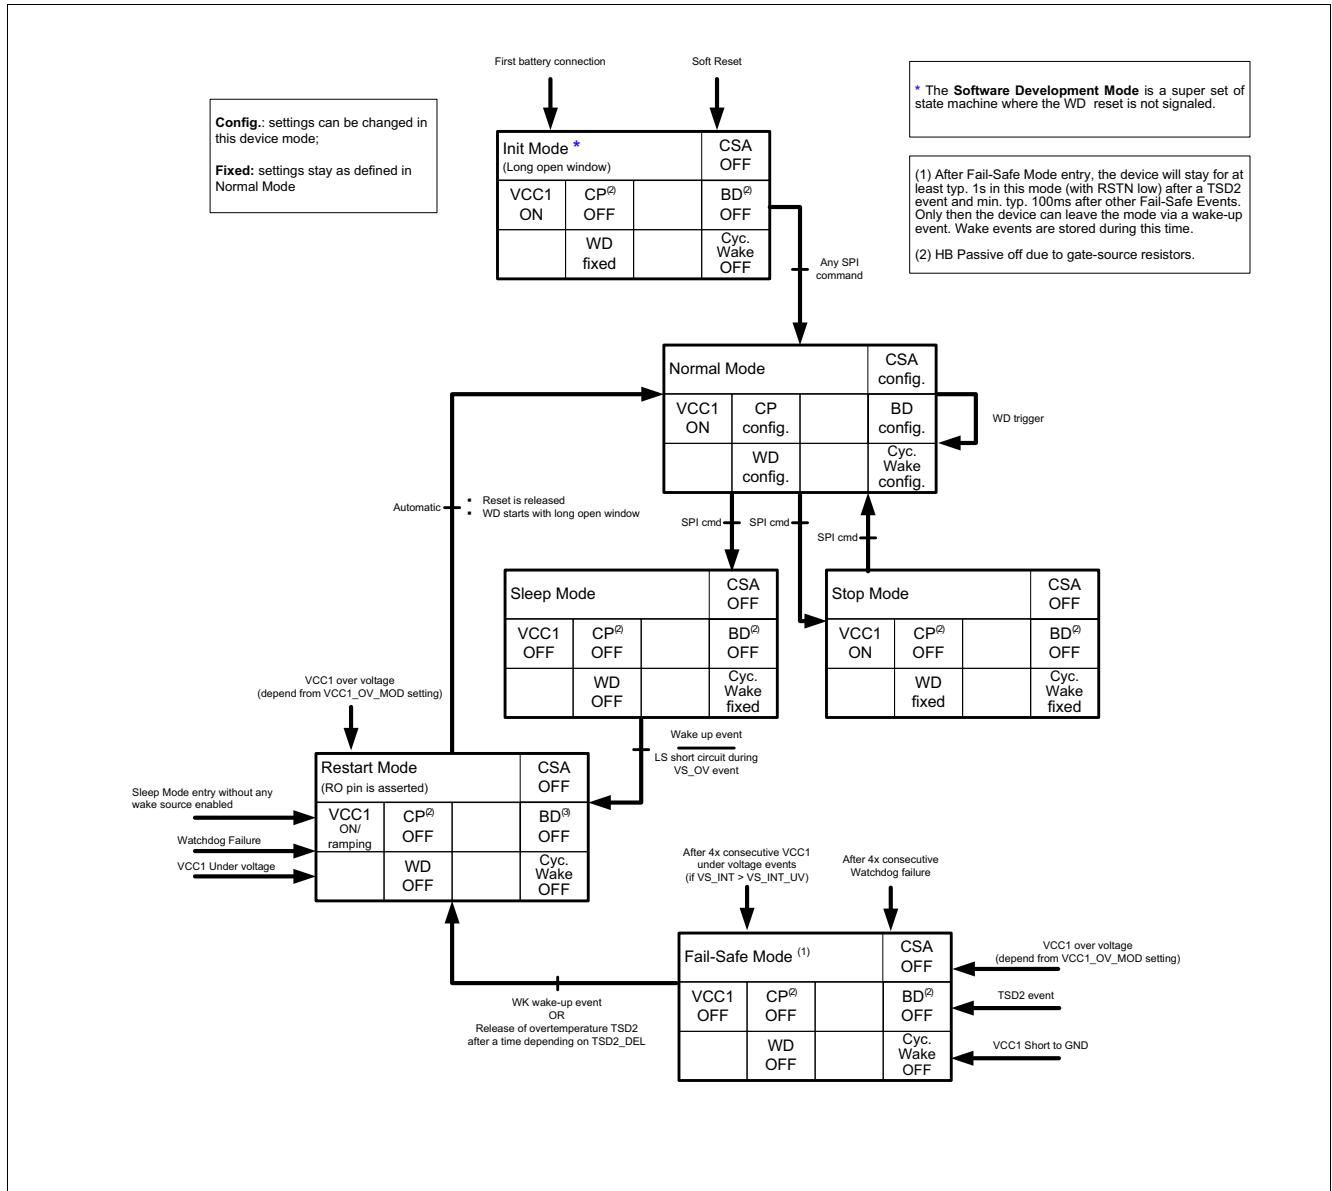 First battery connection
Soft Reset
Config.: settings can be changed in
this device mode;
Fixed: settings stay as defined in
Normal Mode
* The Software Development Mode is a super set of
state machine where the WD reset is not signaled.
(1) After Fail-Safe Mode entry, the device will stay for at
least typ. 1s in this mode (with RSTN low) after a TSD2
event and min. typ. 100ms after other Fail-Safe Events.
Only then the device can leave the mode via a wake-up
event. Wake events are stored during this time.
(2) HB Passive off due to gate-source resistors.
Init Mode *
(Long open window)
CSA
OFF
VCC1
ON
CP(2)
OFF
BD(2)
OFF
WD
fixed
Cyc.
Wake
OFF
Any SPI
command
Normal Mode
CSA
config.
VCC1
ON
CP
config.
BD
config.
WD
config.
Cyc.
Wake
config.
WD trigger
Automatic
▪ Reset is released
▪ WD starts with long open window
SPI cmd
SPI cmd
SPI cmd
Sleep Mode
CSA
OFF
VCC1
OFF
CP(2)
OFF
BD(2)
OFF
WD
OFF
Cyc.
Wake
fixed
Stop Mode
CSA
OFF
VCC1
ON
CP(2)
OFF
BD(2)
OFF
WD
fixed
Cyc.
Wake
fixed
VCC1 over voltage
(depend from VCC1_OV_MOD setting)
Wake up event
LS short circuit during
VS_OV event
Restart Mode
(RO pin is asserted)
CSA
OFF
VCC1
ON/
ramping
CP(2)
OFF
BD(3)
OFF
WD
OFF
Cyc.
Wake
OFF
Sleep Mode entry without any
wake source enabled
Watchdog Failure
VCC1 Under voltage
After 4x consecutive VCC1
under voltage events
(if VS_INT > VS_INT_UV)
After 4x consecutive
Watchdog failure
Fail-Safe Mode (1)
CSA
OFF
VCC1
OFF
CP(2)
OFF
BD(2)
OFF
WD
OFF
Cyc.
Wake
OFF
VCC1 over voltage
(depend from VCC1_OV_MOD setting)
TSD2 event
VCC1 Short to GND
WK wake-up event
OR
Release of overtemperature TSD2
after a time depending on TSD2_DEL